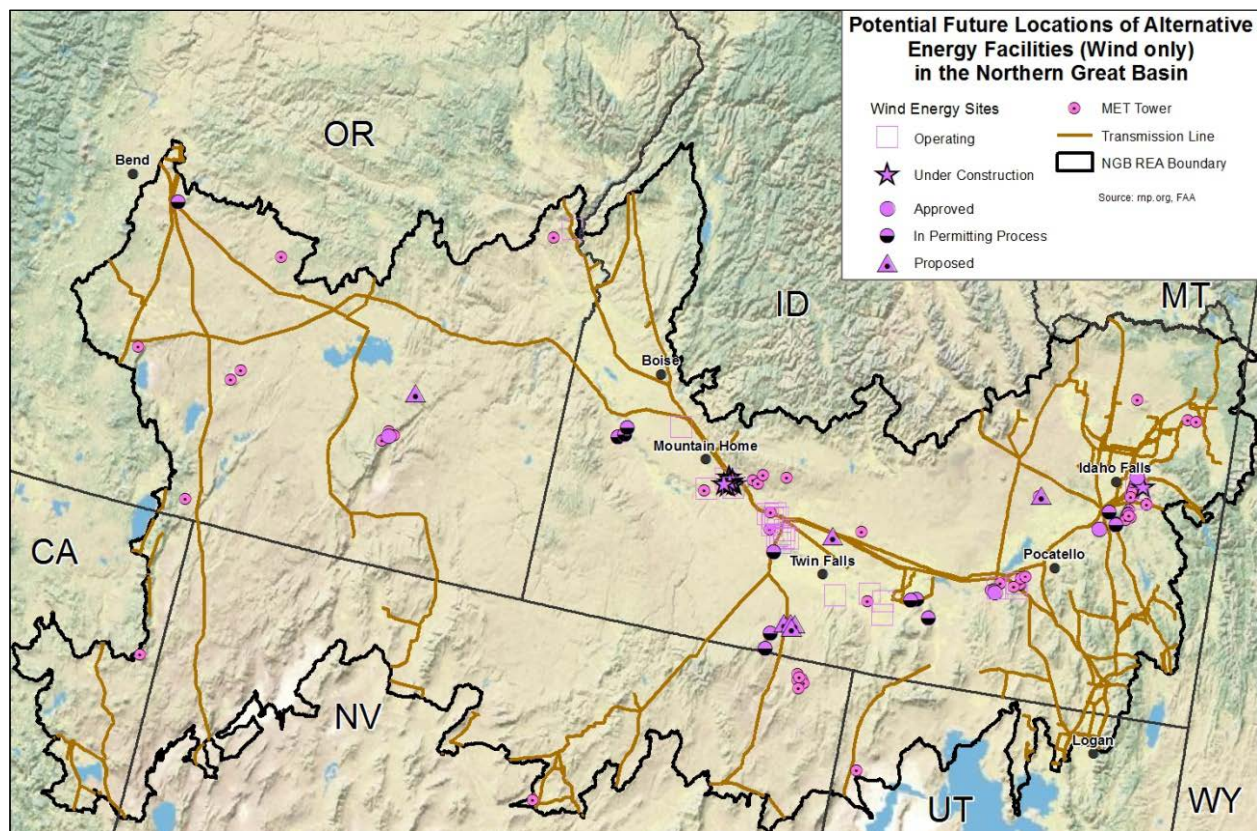 Potential Future Locations of Alternative
Energy Facilities (Wind only)
in the Northern Great Basin
Wind Energy Sites
Operating
Under Construction
Approved
In Permitting Process
Proposed
MET Tower
Transmission Line
NGB REA Boundary
Source: rnp.org, FAA
OR
Bend
ID
MT
Boise
Mountain Home
Idaho Falls
CA
Twin Falls
Pocatello
NV
Logan
UT
WY